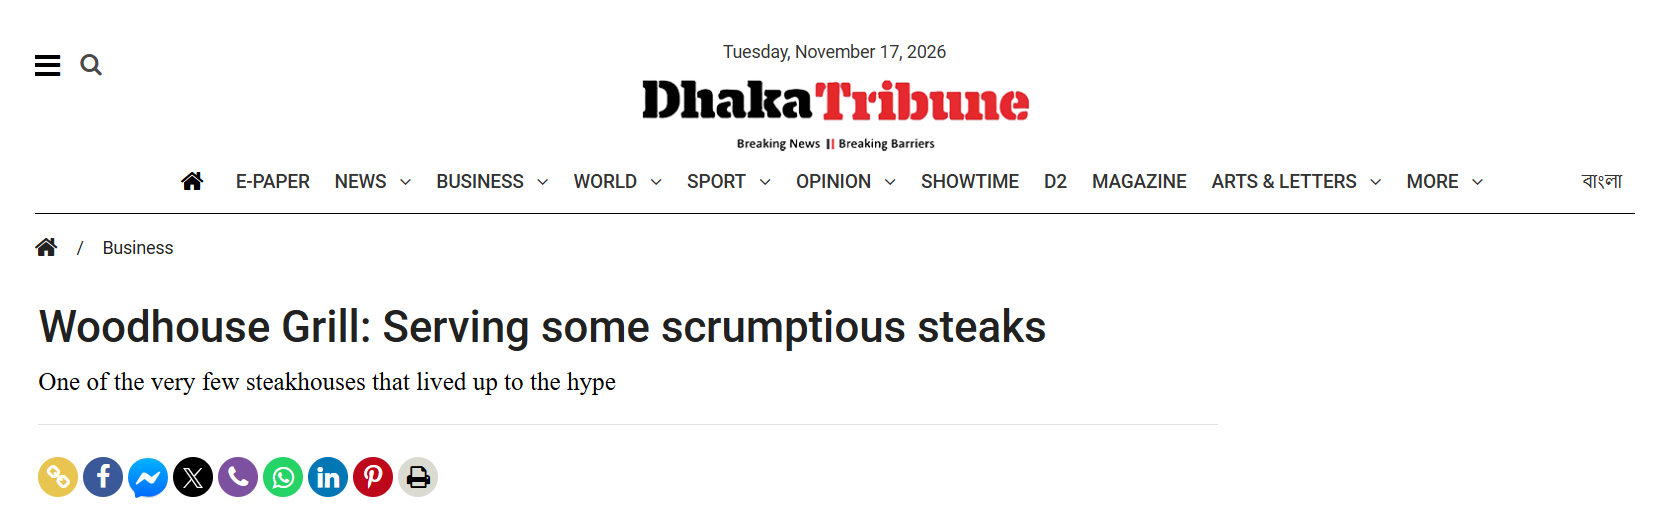 Tuesday, November 17, 2026
DhakaTribune
Breaking News || Breaking Barriers
E-PAPER NEWS BUSINESS WORLD SPORT OPINION SHOWTIME D2 MAGAZINE ARTS & LETTERS MORE বাংলা
/ Business
Woodhouse Grill: Serving some scrumptious steaks
One of the very few steakhouses that lived up to the hype